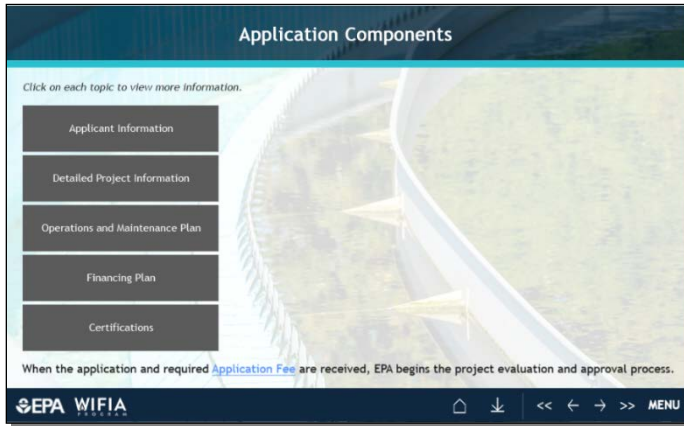 Application Components
Click on each topic to view more information.
Applicant Information
Detailed Project Information
Operations and Maintenance Plan
Financing Plan
Certifications
When the application and required Application Fee are received, EPA begins the project evaluation and approval process.
EPA WIFIA
PROGRAM
<< ← → >> MENU